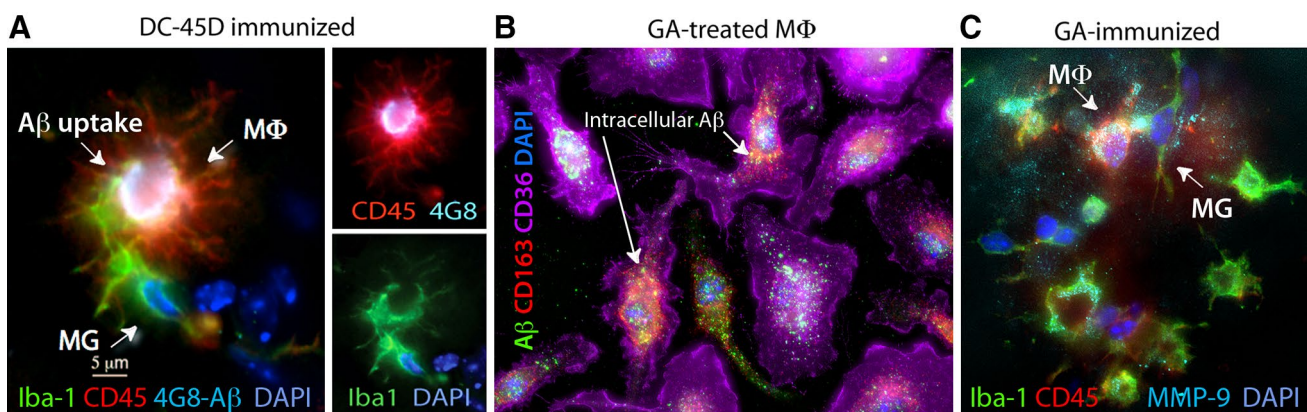 A
DC-45D immunized
Aβ uptake
MΦ
MG
5 µm
Iba-1 CD45 4G8-Aβ DAPI
CD45 4G8
Iba1 DAPI
B
GA-treated MΦ
Intracellular Aβ
Aβ CD163 CD36 DAPI
C
GA-immunized
MΦ
MG
Iba-1 CD45 MMP-9 DAPI